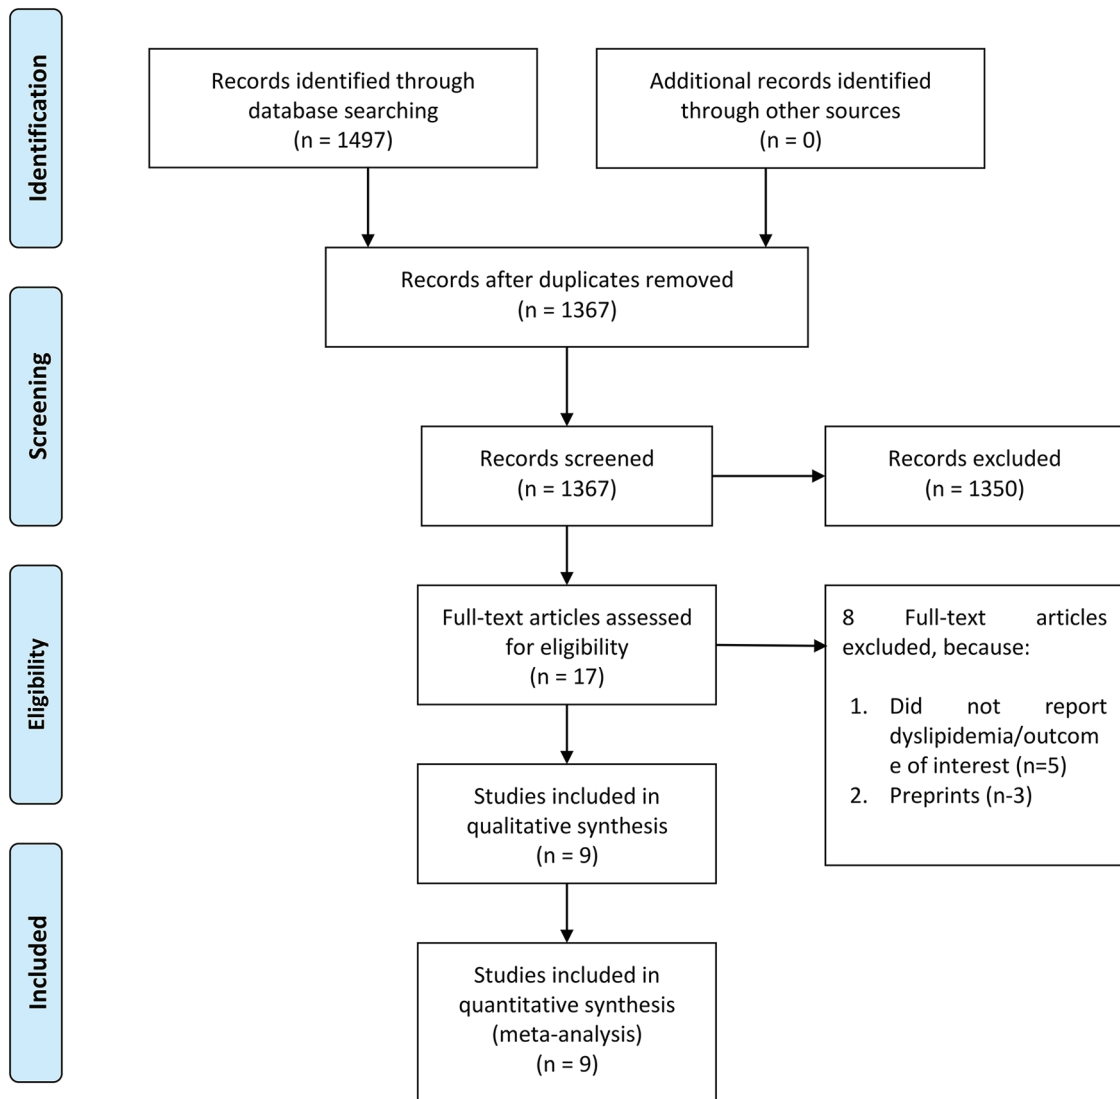 Identification
Records identified through
database searching
(n = 1497)
Additional records identified
through other sources
(n = 0)
Records after duplicates removed
(n = 1367)
Screening
Records screened
(n = 1367)
Records excluded
(n = 1350)
Eligibility
Full-text articles assessed
for eligibility
(n = 17)
8 Full-text articles
excluded, because:
1. Did not report
dyslipidemia/outcom
e of interest (n=5)
2. Preprints (n-3)
Studies included in
qualitative synthesis
(n = 9)
Included
Studies included in
quantitative synthesis
(meta-analysis)
(n = 9)